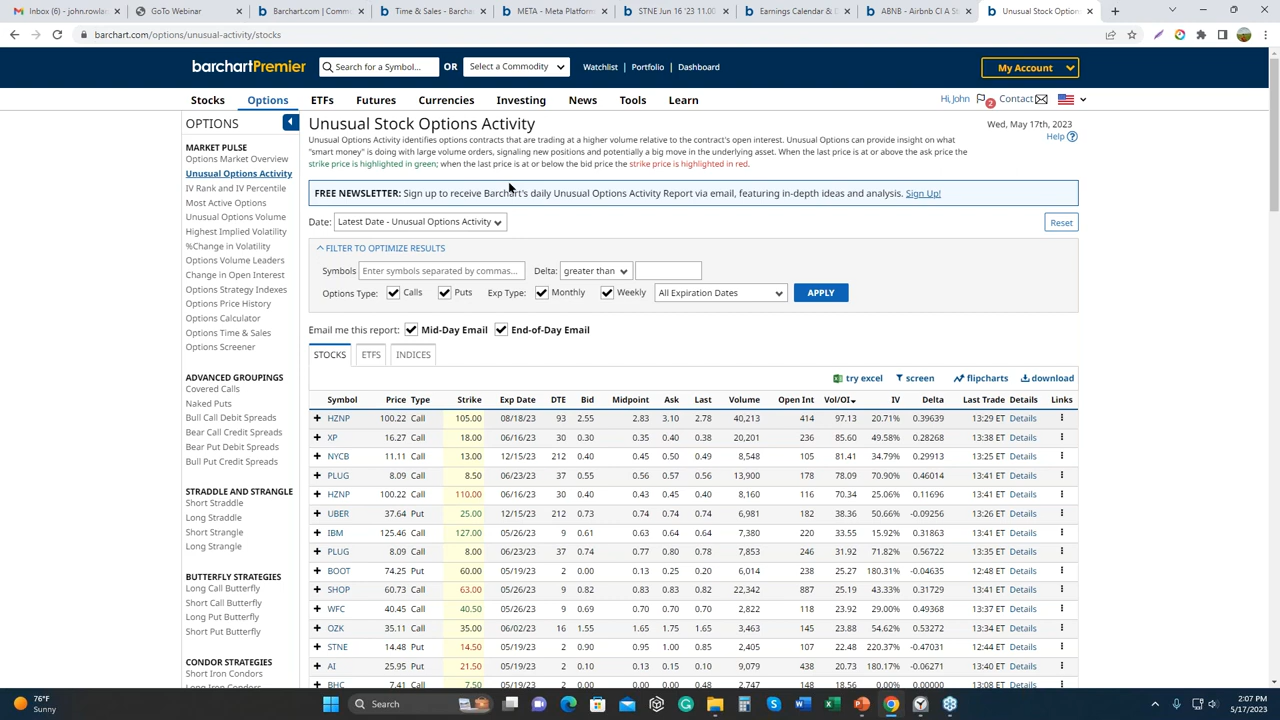 Inbox (6) - john.rowlan
GoTo Webinar
Barchart.com | Commo
Time & Sales - Barchar
META - Meta Platform
STNE Jun 16 '23 11.00
Earnings Calendar & E
ABNB - Airbnb Cl A St
Unusual Stock Options
barchart.com/options/unusual-activity/stocks
barchartPremier
Search for a Symbol...
OR
Select a Commodity
Watchlist
Portfolio
Dashboard
My Account
Stocks
Options
ETFs
Futures
Currencies
Investing
News
Tools
Learn
Hi, John
2
Contact
OPTIONS
MARKET PULSE
Options Market Overview
Unusual Options Activity
IV Rank and IV Percentile
Most Active Options
Unusual Options Volume
Highest Implied Volatility
%Change in Volatility
Options Volume Leaders
Change in Open Interest
Options Strategy Indexes
Options Price History
Options Calculator
Options Time & Sales
Options Screener
ADVANCED GROUPINGS
Covered Calls
Naked Puts
Bull Call Debit Spreads
Bear Call Credit Spreads
Bear Put Debit Spreads
Bull Put Credit Spreads
STRADDLE AND STRANGLE
Short Straddle
Long Straddle
Short Strangle
Long Strangle
BUTTERFLY STRATEGIES
Long Call Butterfly
Short Call Butterfly
Long Put Butterfly
Short Put Butterfly
CONDOR STRATEGIES
Short Iron Condors
Long Iron Condors
Unusual Stock Options Activity
Wed, May 17th, 2023
Help
Unusual Options Activity identifies options contracts that are trading at a higher volume relative to the contract's open interest. Unusual Options can provide insight on what
"smart money" is doing with large volume orders, signaling new positions and potentially a big move in the underlying asset. When the last price is at or above the ask price the
strike price is highlighted in green; when the last price is at or below the bid price the strike price is highlighted in red.
FREE NEWSLETTER: Sign up to receive Barchart's daily Unusual Options Activity Report via email, featuring in-depth ideas and analysis. Sign Up!
Date: Latest Date - Unusual Options Activity
Reset
FILTER TO OPTIMIZE RESULTS
Symbols Enter symbols separated by commas... Delta: greater than
Options Type: Calls Puts Exp Type: Monthly Weekly All Expiration Dates APPLY
Email me this report: Mid-Day Email End-of-Day Email
STOCKS ETFS INDICES
try excel screen flipcharts download
Symbol Price Type Strike Exp Date DTE Bid Midpoint Ask Last Volume Open Int Vol/OI IV Delta Last Trade Details Links
HZNP 100.22 Call 105.00 08/18/23 93 2.55 2.83 3.10 2.78 40,213 414 97.13 20.71% 0.39639 13:29 ET Details
XP 16.27 Call 18.00 06/16/23 30 0.30 0.35 0.40 0.38 20,201 236 85.60 49.58% 0.28268 13:38 ET Details
NYCB 11.11 Call 13.00 12/15/23 212 0.40 0.45 0.50 0.49 8,548 105 81.41 34.79% 0.29913 13:25 ET Details
PLUG 8.09 Call 8.50 06/23/23 37 0.55 0.56 0.57 0.56 13,900 178 78.09 70.90% 0.46014 13:41 ET Details
HZNP 100.22 Call 110.00 06/16/23 30 0.40 0.43 0.45 0.40 8,160 116 70.34 25.06% 0.11696 13:41 ET Details
UBER 37.64 Put 25.00 12/15/23 212 0.73 0.74 0.74 0.74 6,981 182 38.36 50.66% -0.09256 13:26 ET Details
IBM 125.46 Call 127.00 05/26/23 9 0.61 0.63 0.64 0.64 7,380 220 33.55 15.92% 0.31863 13:41 ET Details
PLUG 8.09 Call 8.00 06/23/23 37 0.74 0.77 0.80 0.78 7,853 246 31.92 71.82% 0.56722 13:35 ET Details
BOOT 74.25 Put 60.00 05/19/23 2 0.00 0.13 0.25 0.20 6,014 238 25.27 180.31% -0.04635 12:48 ET Details
SHOP 60.73 Call 63.00 05/26/23 9 0.82 0.83 0.83 0.82 22,342 887 25.19 43.33% 0.31729 13:41 ET Details
WFC 40.45 Call 40.50 05/26/23 9 0.69 0.70 0.70 0.70 2,822 118 23.92 29.00% 0.49368 13:37 ET Details
OZK 35.11 Call 35.00 06/02/23 16 1.55 1.65 1.75 1.65 3,463 145 23.88 54.62% 0.53272 13:34 ET Details
STNE 14.48 Put 14.50 05/19/23 2 0.90 0.95 1.00 0.85 2,405 107 22.48 220.37% -0.47031 12:44 ET Details
AI 25.95 Put 21.50 05/19/23 2 0.10 0.13 0.15 0.10 9,079 438 20.73 180.17% -0.06271 13:40 ET Details
BHC 7.41 Call 7.50 05/19/23 2 0.00 0.00 0.00 0.48 2,747 148 18.56 0.00% 0.00000 13:08 ET Details
76°F
Sunny
Search
2:07 PM
5/17/2023